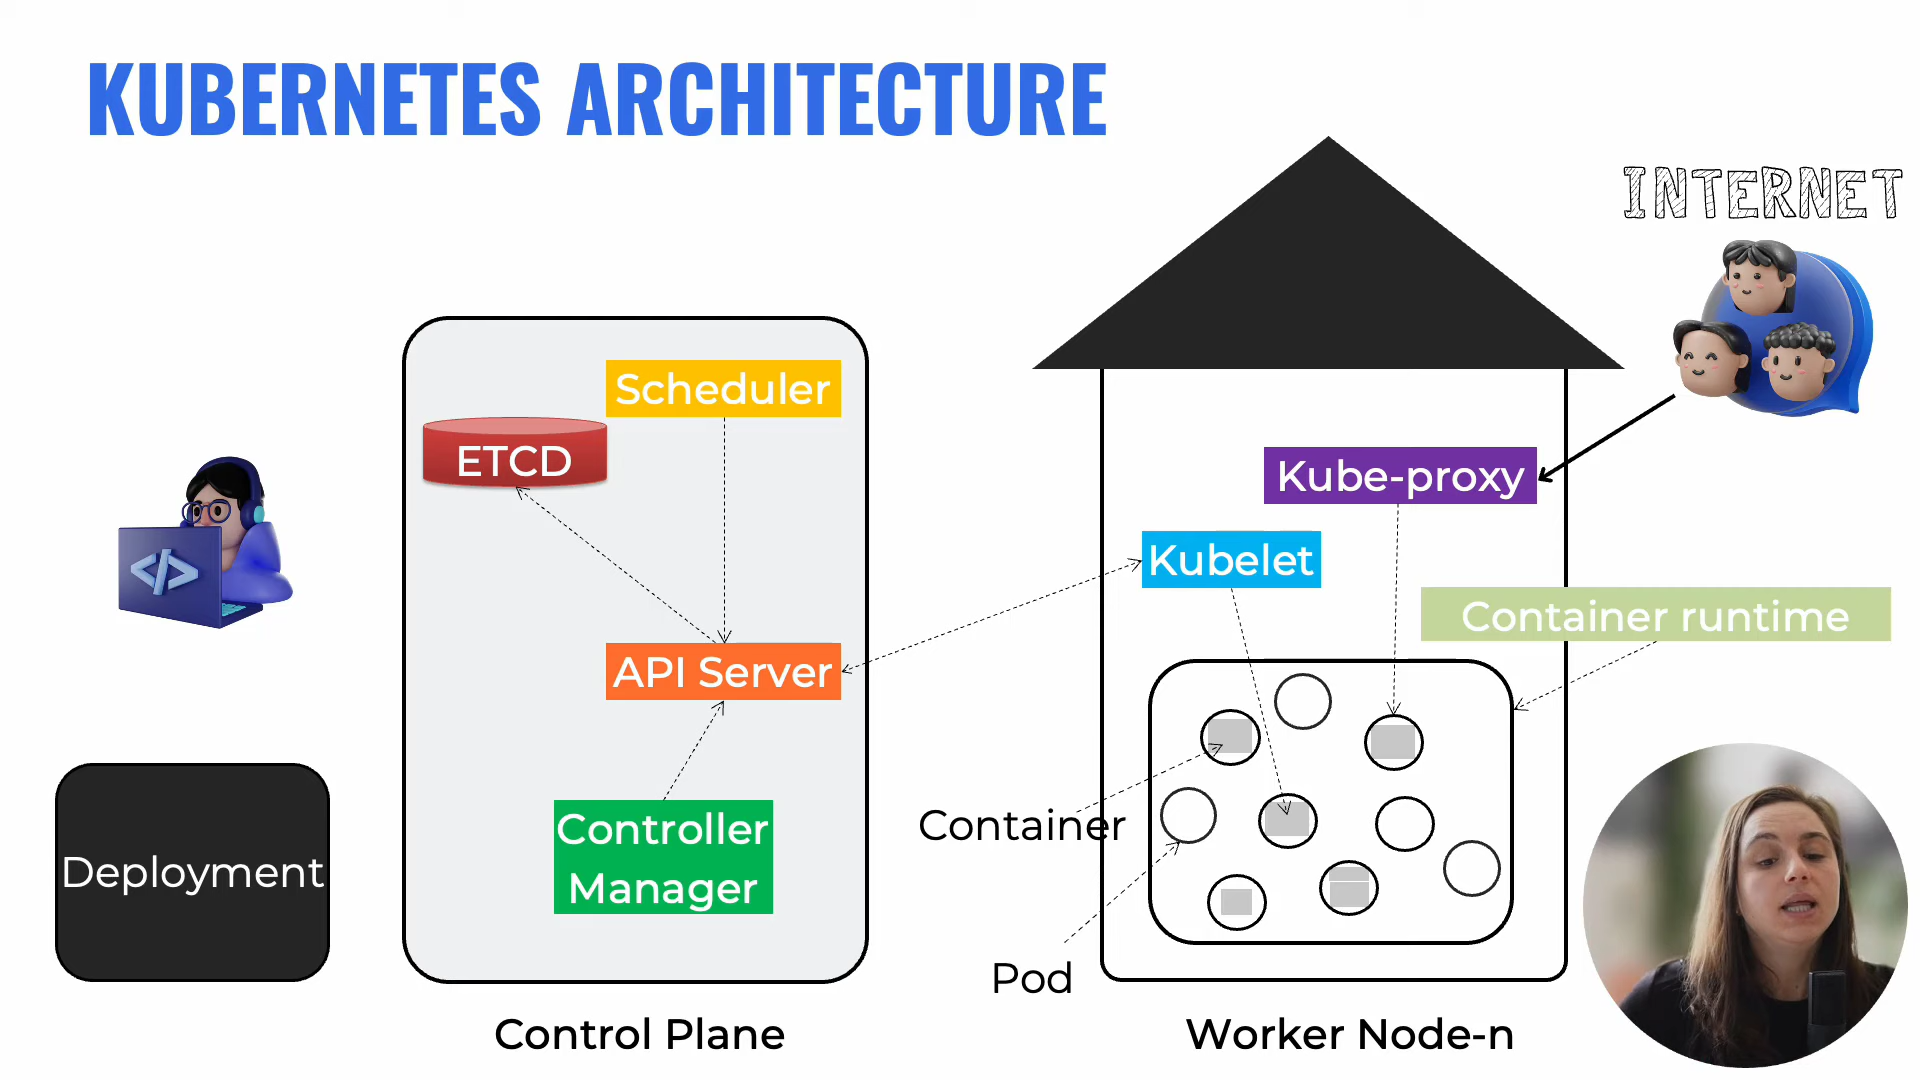 KUBERNETES ARCHITECTURE
INTERNET
Scheduler
ETCD
Kube-proxy
Kubelet
</>
Container runtime
API Server
Container
Controller
Manager
Deployment
Pod
Control Plane
Worker Node-n